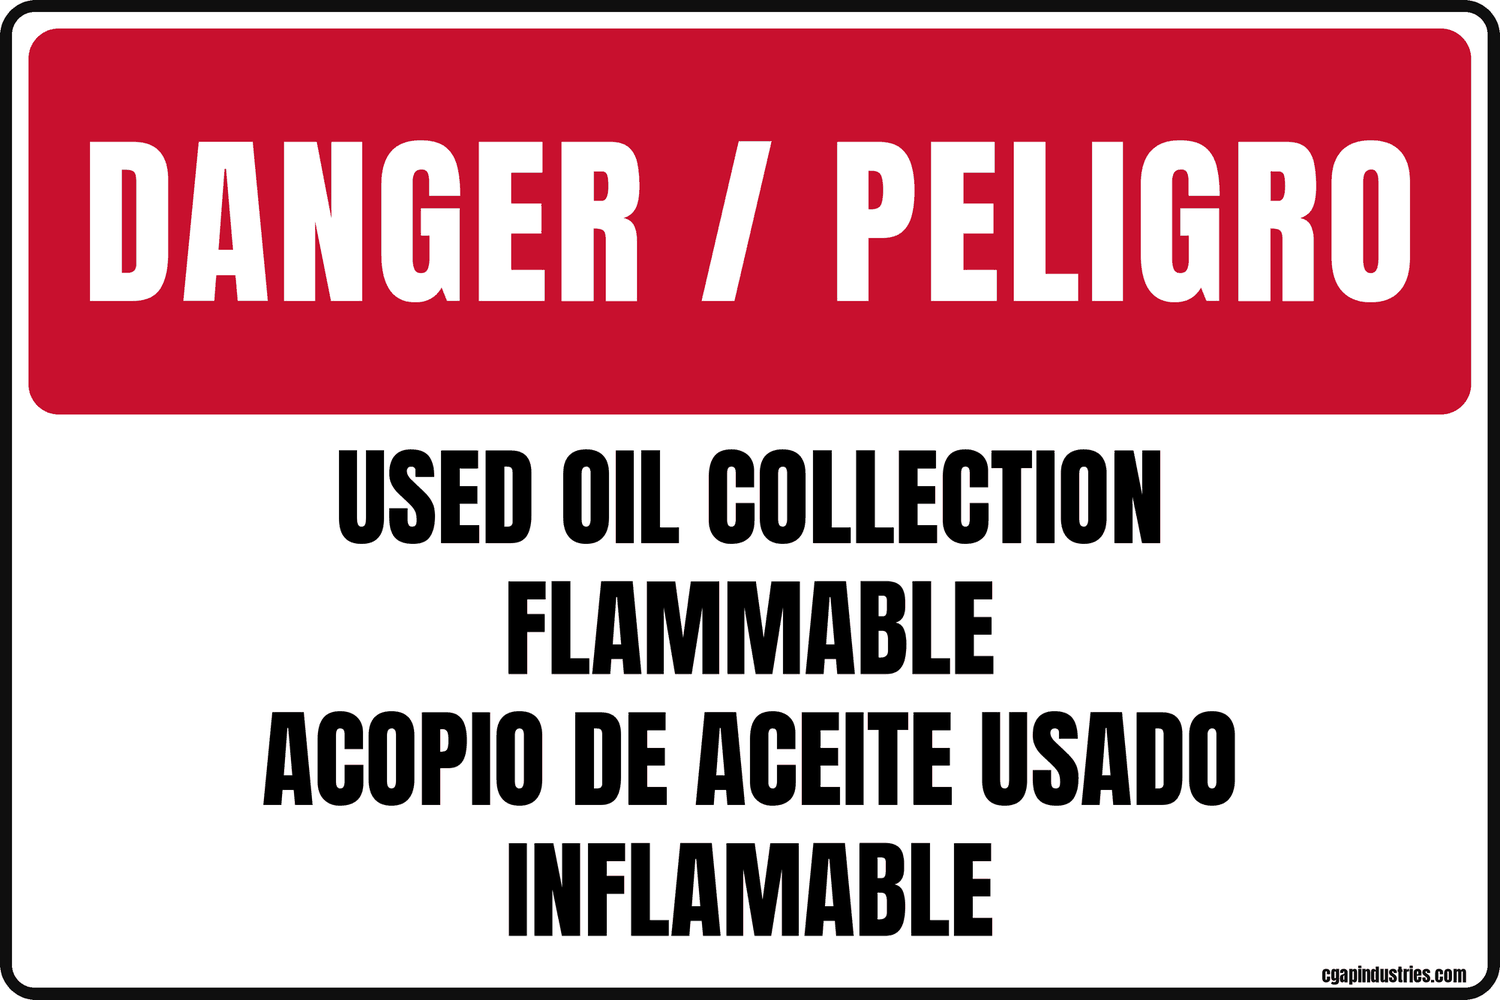 DANGER / PELIGRO
USED OIL COLLECTION
FLAMMABLE
ACOPIO DE ACEITE USADO
INFLAMABLE
cgapindustries.com